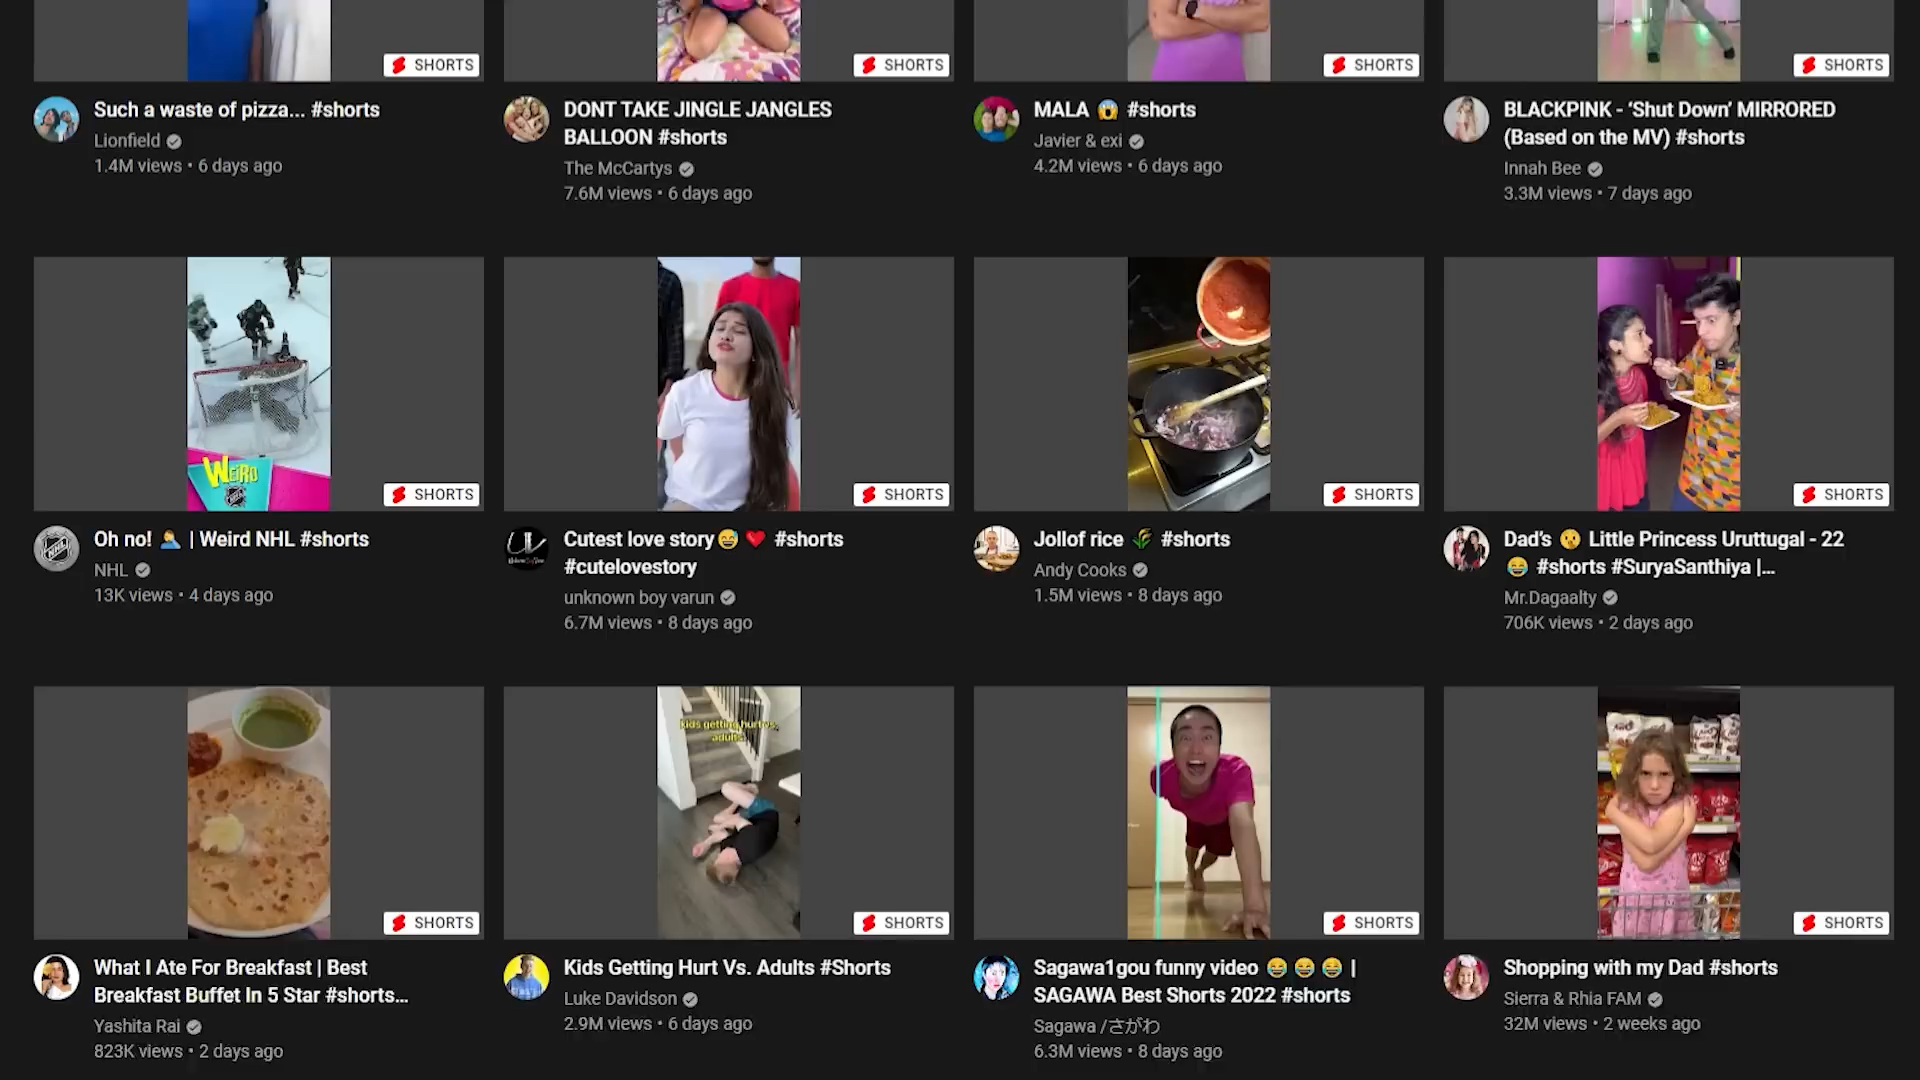 SHORTS
SHORTS
SHORTS
SHORTS
Such a waste of pizza... #shorts
Lionfield
1.4M views • 6 days ago
DONT TAKE JINGLE JANGLES
BALLOON #shorts
The McCartys
7.6M views • 6 days ago
MALA 😱 #shorts
Javier & exi
4.2M views • 6 days ago
BLACKPINK - ‘Shut Down’ MIRRORED
(Based on the MV) #shorts
Innah Bee
3.3M views • 7 days ago
WEIRD
NHL
SHORTS
SHORTS
SHORTS
SHORTS
NHL
Oh no! 🤦‍♂️ | Weird NHL #shorts
NHL
13K views • 4 days ago
Cutest love story😅 ❤️ #shorts
#cutelovestory
unknown boy varun
6.7M views • 8 days ago
Jollof rice 🌾 #shorts
Andy Cooks
1.5M views • 8 days ago
Dad’s 😗 Little Princess Uruttugal - 22
😂 #shorts #SuryaSanthiya |...
Mr.Dagaalty
706K views • 2 days ago
kids getting hurt vs.
adults
SHORTS
SHORTS
SHORTS
SHORTS
What I Ate For Breakfast | Best
Breakfast Buffet In 5 Star #shorts...
Yashita Rai
823K views • 2 days ago
Kids Getting Hurt Vs. Adults #Shorts
Luke Davidson
2.9M views • 6 days ago
Sagawa1gou funny video 😂 😂 😂 |
SAGAWA Best Shorts 2022 #shorts
Sagawa /さがわ
6.3M views • 8 days ago
Shopping with my Dad #shorts
Sierra & Rhia FAM
32M views • 2 weeks ago